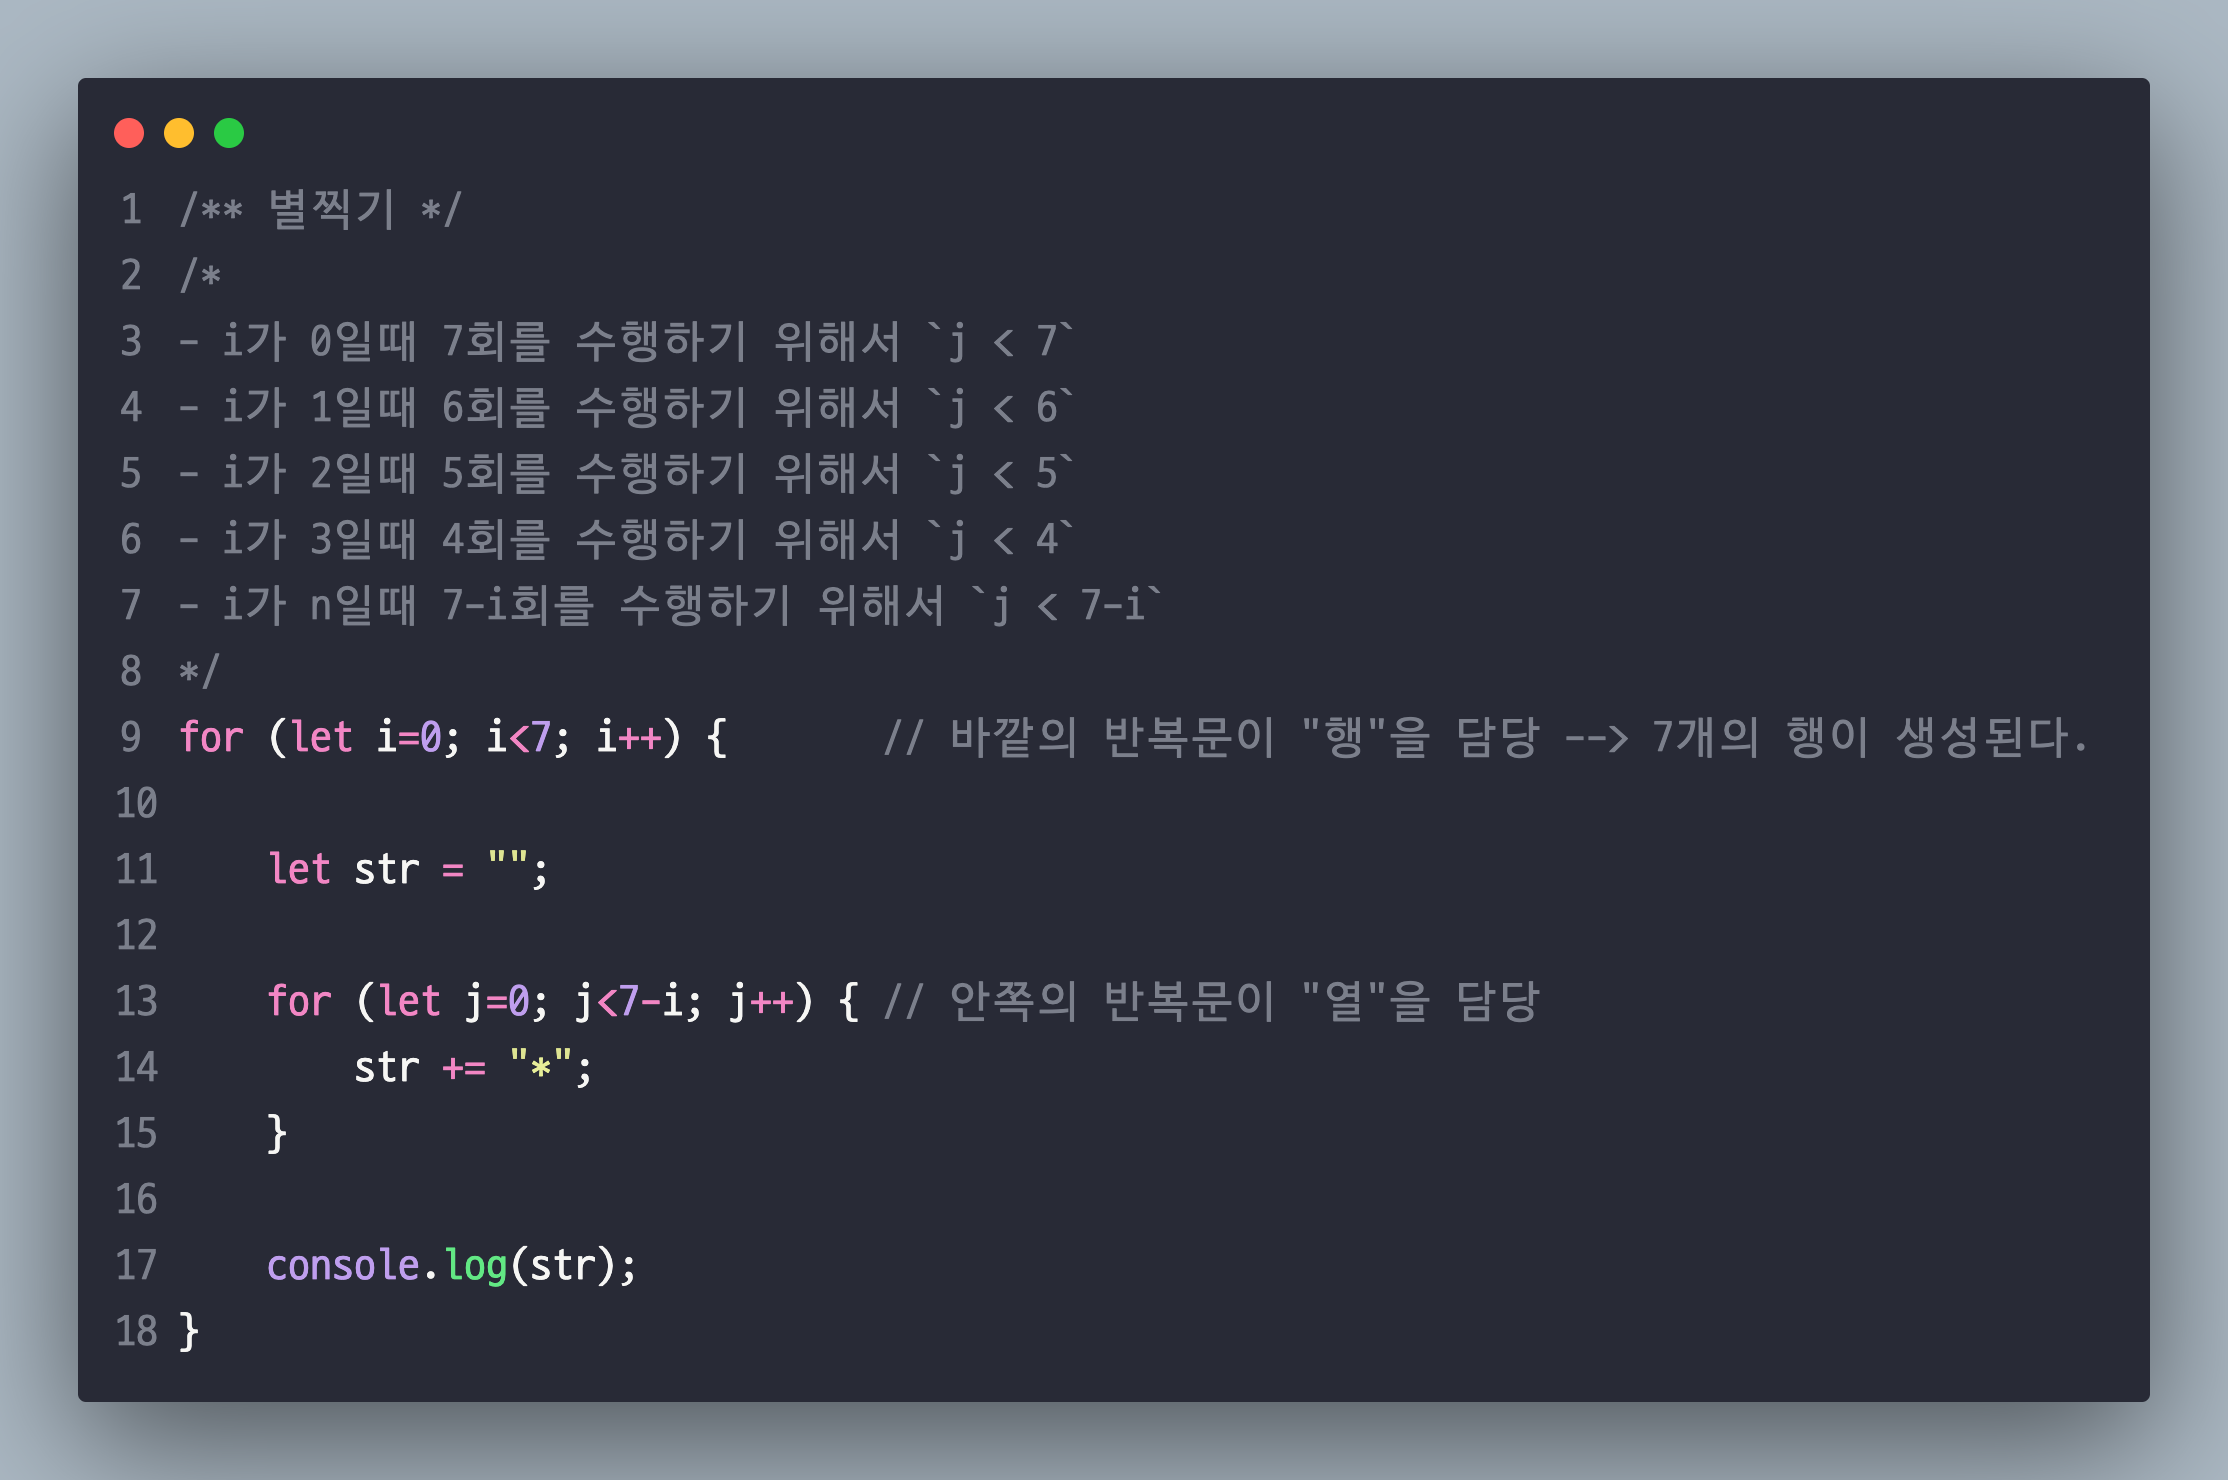 1 /** 별찍기 */
2 /*
3 - i가 0일때 7회를 수행하기 위해서 `j < 7`
4 - i가 1일때 6회를 수행하기 위해서 `j < 6`
5 - i가 2일때 5회를 수행하기 위해서 `j < 5`
6 - i가 3일때 4회를 수행하기 위해서 `j < 4`
7 - i가 n일때 7-i회를 수행하기 위해서 `j < 7-i`
8 */
9 for (let i=0; i<7; i++) {       // 바깥의 반복문이 "행"을 담당 --> 7개의 행이 생성된다.
10
11     let str = "";
12
13     for (let j=0; j<7-i; j++) { // 안쪽의 반복문이 "열"을 담당
14         str += "*";
15     }
16
17     console.log(str);
18 }